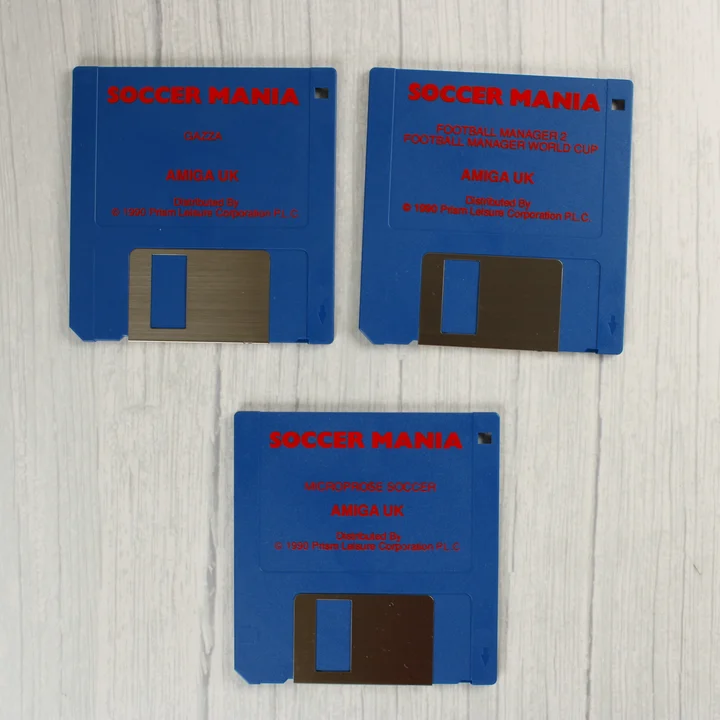 SOCCER MANIA
GAZZA
AMIGA UK
Distributed By
© 1990 Prism Leisure Corporation P.L.C.
SOCCER MANIA
FOOTBALL MANAGER 2
FOOTBALL MANAGER WORLD CUP
AMIGA UK
Distributed By
© 1990 Prism Leisure Corporation P.L.C.
SOCCER MANIA
MICROPROSE SOCCER
AMIGA UK
Distributed By
© 1990 Prism Leisure Corporation P.L.C